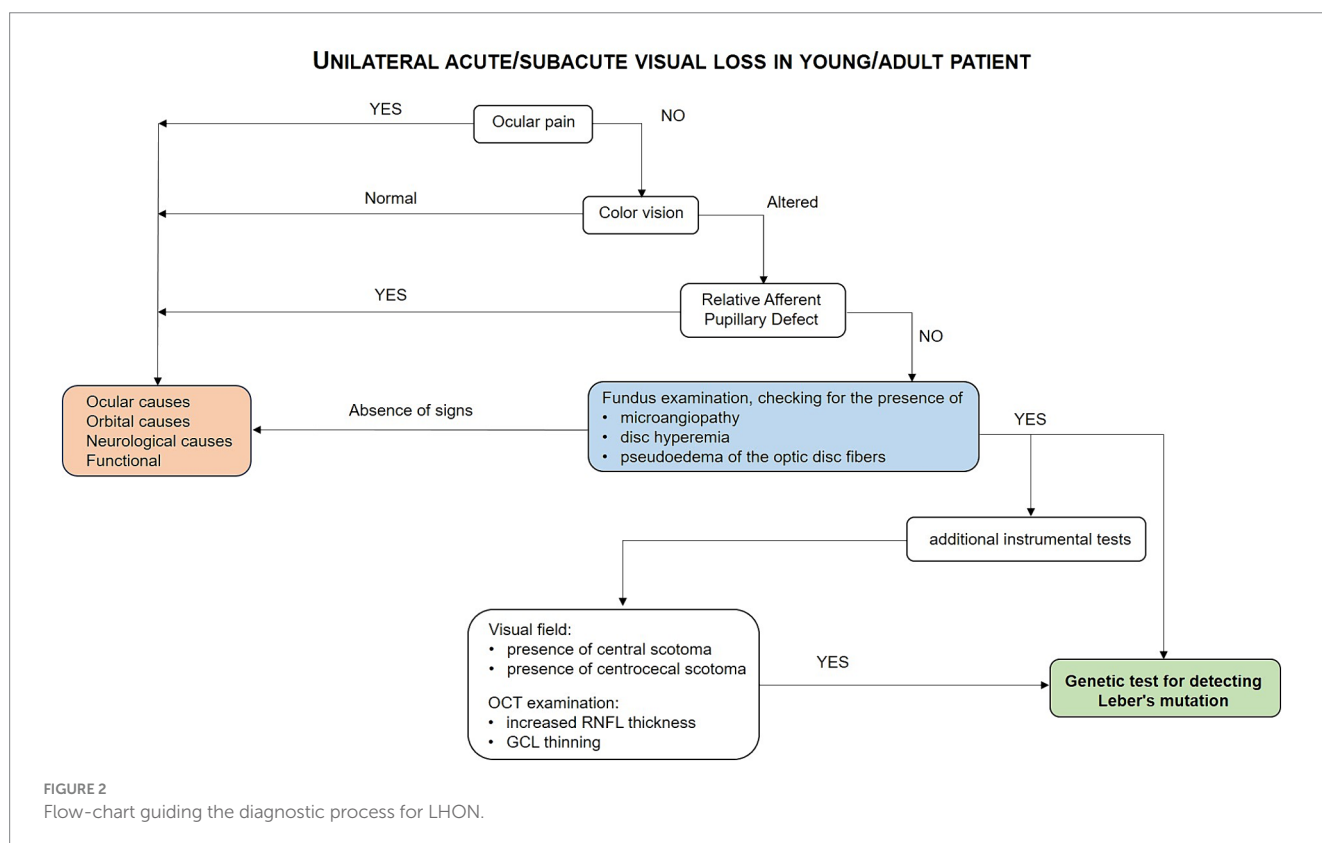 UNILATERAL ACUTE/SUBACUTE VISUAL LOSS IN YOUNG/ADULT PATIENT
YES
Ocular pain
NO
Normal
Color vision
Altered
YES
Relative Afferent
Pupillary Defect
NO
Ocular causes
Orbital causes
Neurological causes
Functional
Absence of signs
Fundus examination, checking for the presence of
• microangiopathy
• disc hyperemia
• pseudoedema of the optic disc fibers
YES
additional instrumental tests
Visual field:
• presence of central scotoma
• presence of centrocecal scotoma
OCT examination:
• increased RNFL thickness
• GCL thinning
YES
Genetic test for detecting
Leber's mutation
FIGURE 2
Flow-chart guiding the diagnostic process for LHON.